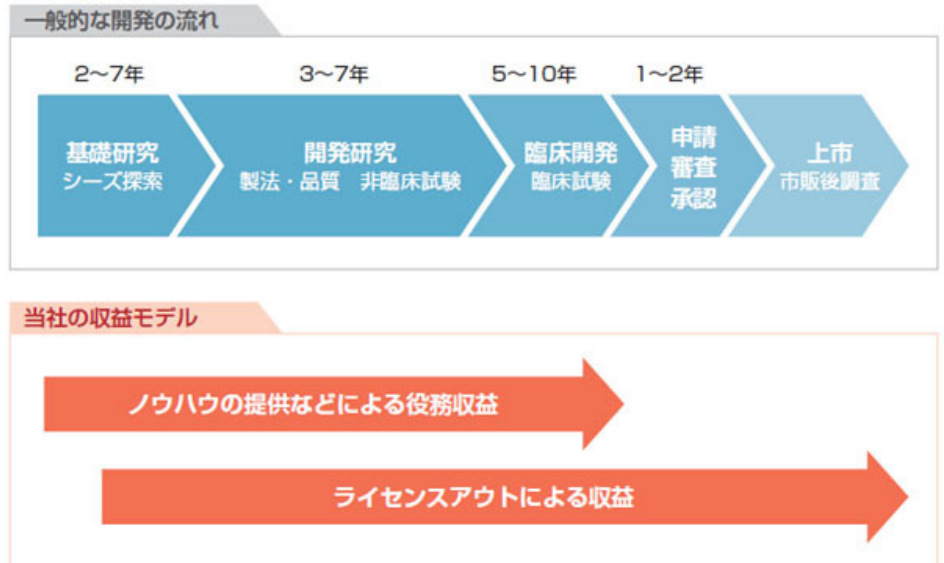 一般的な開発の流れ
2〜7年
3〜7年
5〜10年
1〜2年
基礎研究
シーズ探索
開発研究
製法・品質　非臨床試験
臨床開発
臨床試験
申請
審査
承認
上市
市販後調査
当社の収益モデル
ノウハウの提供などによる役務収益
ライセンスアウトによる収益